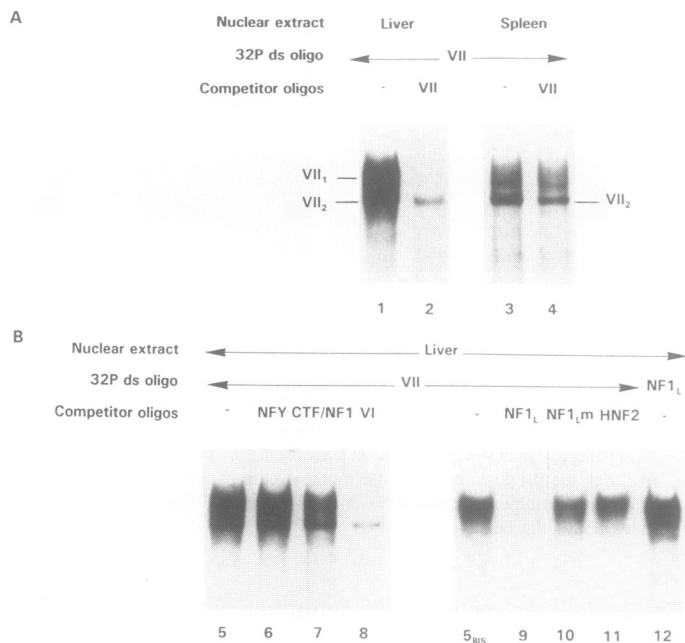 A
Nuclear extract Liver Spleen
32P ds oligo VII
Competitor oligos - VII - VII
VII₁
VII₂ VII₂
1 2 3 4
B
Nuclear extract Liver
32P ds oligo VII NF1L
Competitor oligos - NFY CTF/NF1 VI - NF1L NF1Lm HNF2 -
5 6 7 8 5BIS 9 10 11 12